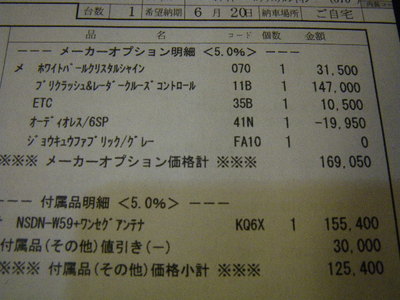 台数 1 希望納期 6月 20日 納車場所 ご自宅
品 名 コード 個数 金額
--- メーカーオプション明細 <5.0%> ---
メ ホワイトパールクリスタルシャイン 070 1 31,500
プリクラッシュ&レーダークルーズコントロール 11B 1 147,000
ETC 35B 1 10,500
オーディオレス/6SP 41N 1 -19,950
ジョウキュウファブリック/グレー FA10 1 0
※※※ メーカーオプション価格計 ※※※ 169,050
--- 付属品明細 <5.0%> ---
NSDN-W59+ワンセグアンテナ KQ6X 1 155,400
付属品(その他)値引き(-) 30,000
※※※ 付属品(その他)価格小計 ※※※ 125,400